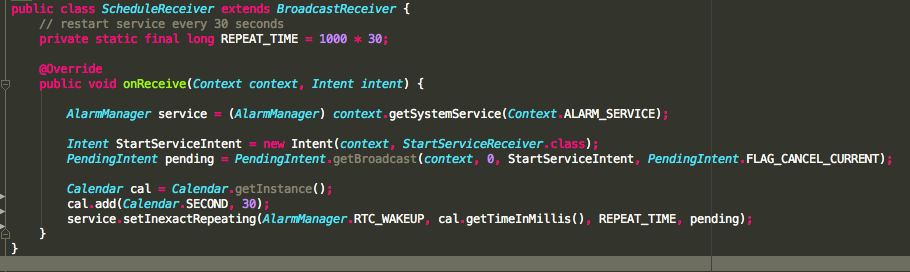 public class ScheduleReceiver extends BroadcastReceiver {
// restart service every 30 seconds
private static final long REPEAT_TIME = 1000 * 30;
@Override
public void onReceive(Context context, Intent intent) {
AlarmManager service = (AlarmManager) context.getSystemService(Context.ALARM_SERVICE);
Intent StartServiceIntent = new Intent(context, StartServiceReceiver.class);
PendingIntent pending = PendingIntent.getBroadcast(context, 0, StartServiceIntent, PendingIntent.FLAG_CANCEL_CURRENT);
Calendar cal = Calendar.getInstance();
cal.add(Calendar.SECOND, 30);
service.setInexactRepeating(AlarmManager.RTC_WAKEUP, cal.getTimeInMillis(), REPEAT_TIME, pending);
}
}